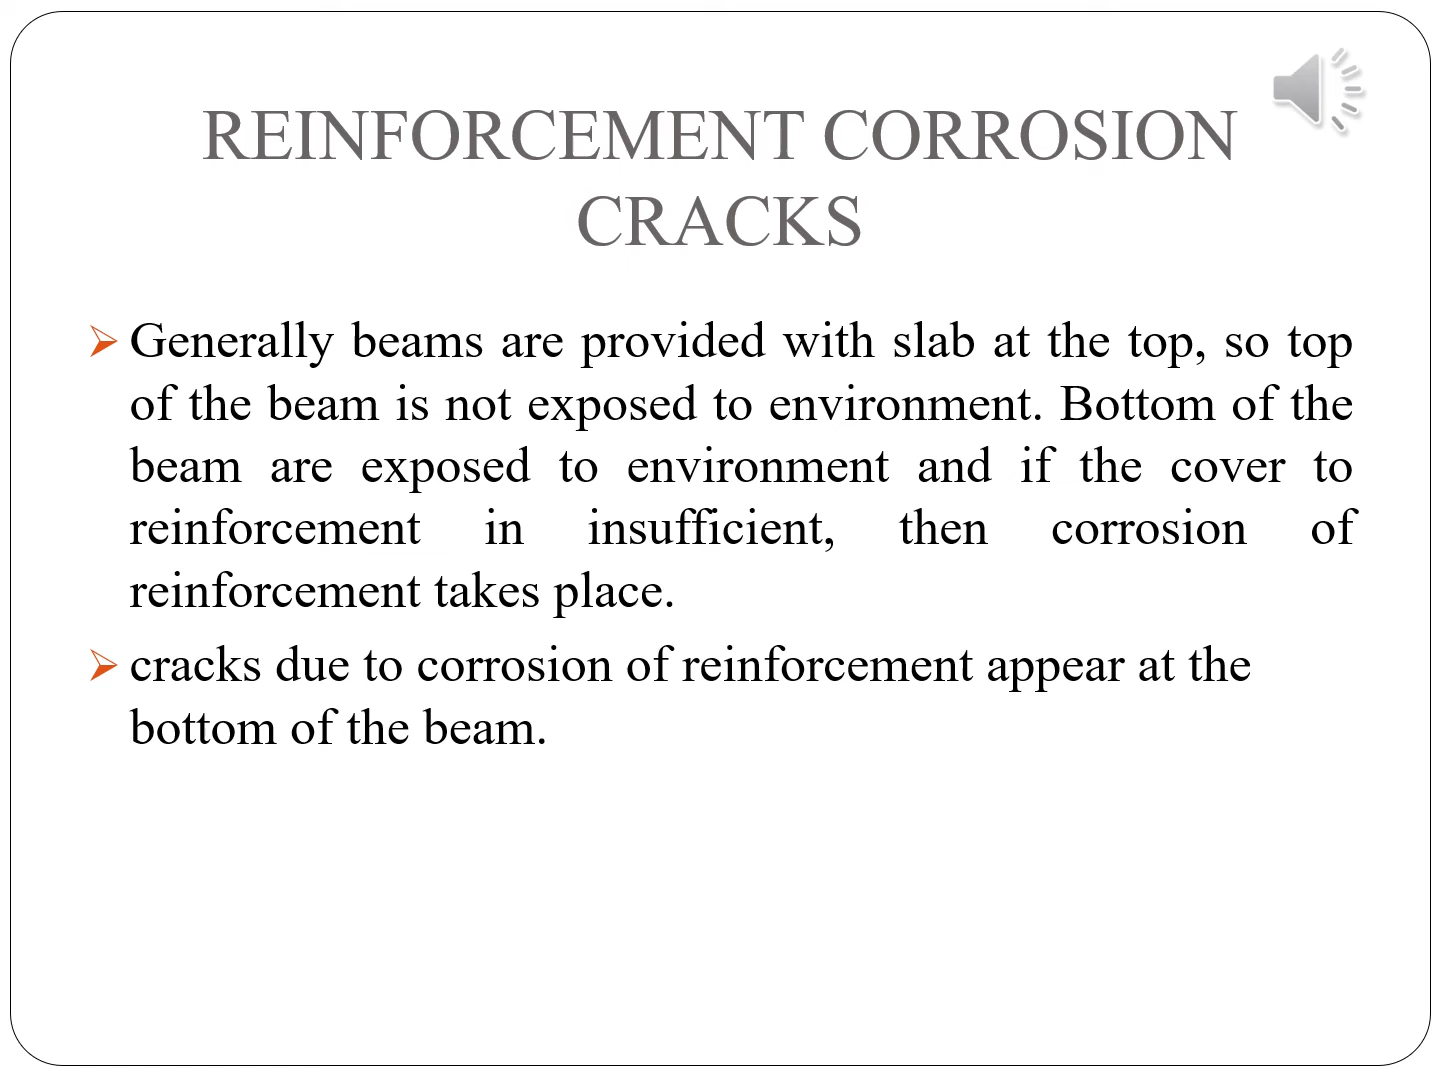 REINFORCEMENT CORROSION
CRACKS
Generally beams are provided with slab at the top, so top
of the beam is not exposed to environment. Bottom of the
beam are exposed to environment and if the cover to
reinforcement in insufficient, then corrosion of
reinforcement takes place.
cracks due to corrosion of reinforcement appear at the
bottom of the beam.